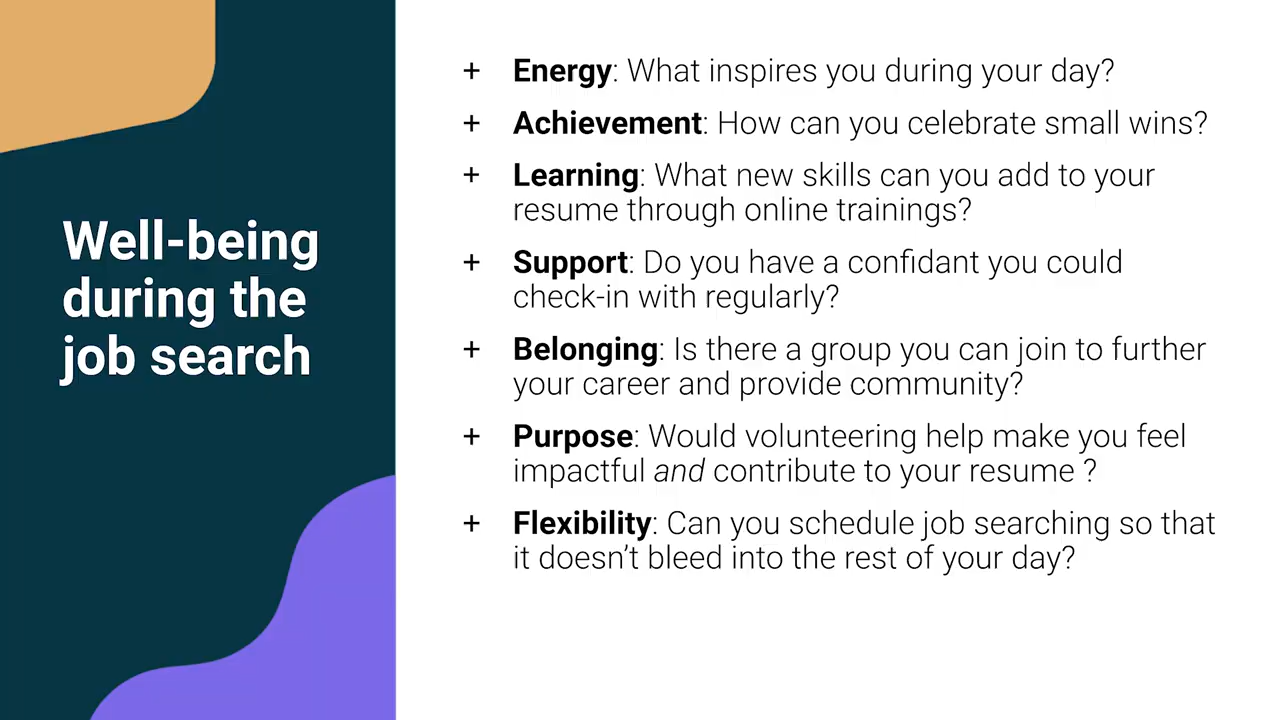 Well-being
during the
job search
+ Energy: What inspires you during your day?
+ Achievement: How can you celebrate small wins?
+ Learning: What new skills can you add to your
resume through online trainings?
+ Support: Do you have a confidant you could
check-in with regularly?
+ Belonging: Is there a group you can join to further
your career and provide community?
+ Purpose: Would volunteering help make you feel
impactful and contribute to your resume ?
+ Flexibility: Can you schedule job searching so that
it doesn’t bleed into the rest of your day?